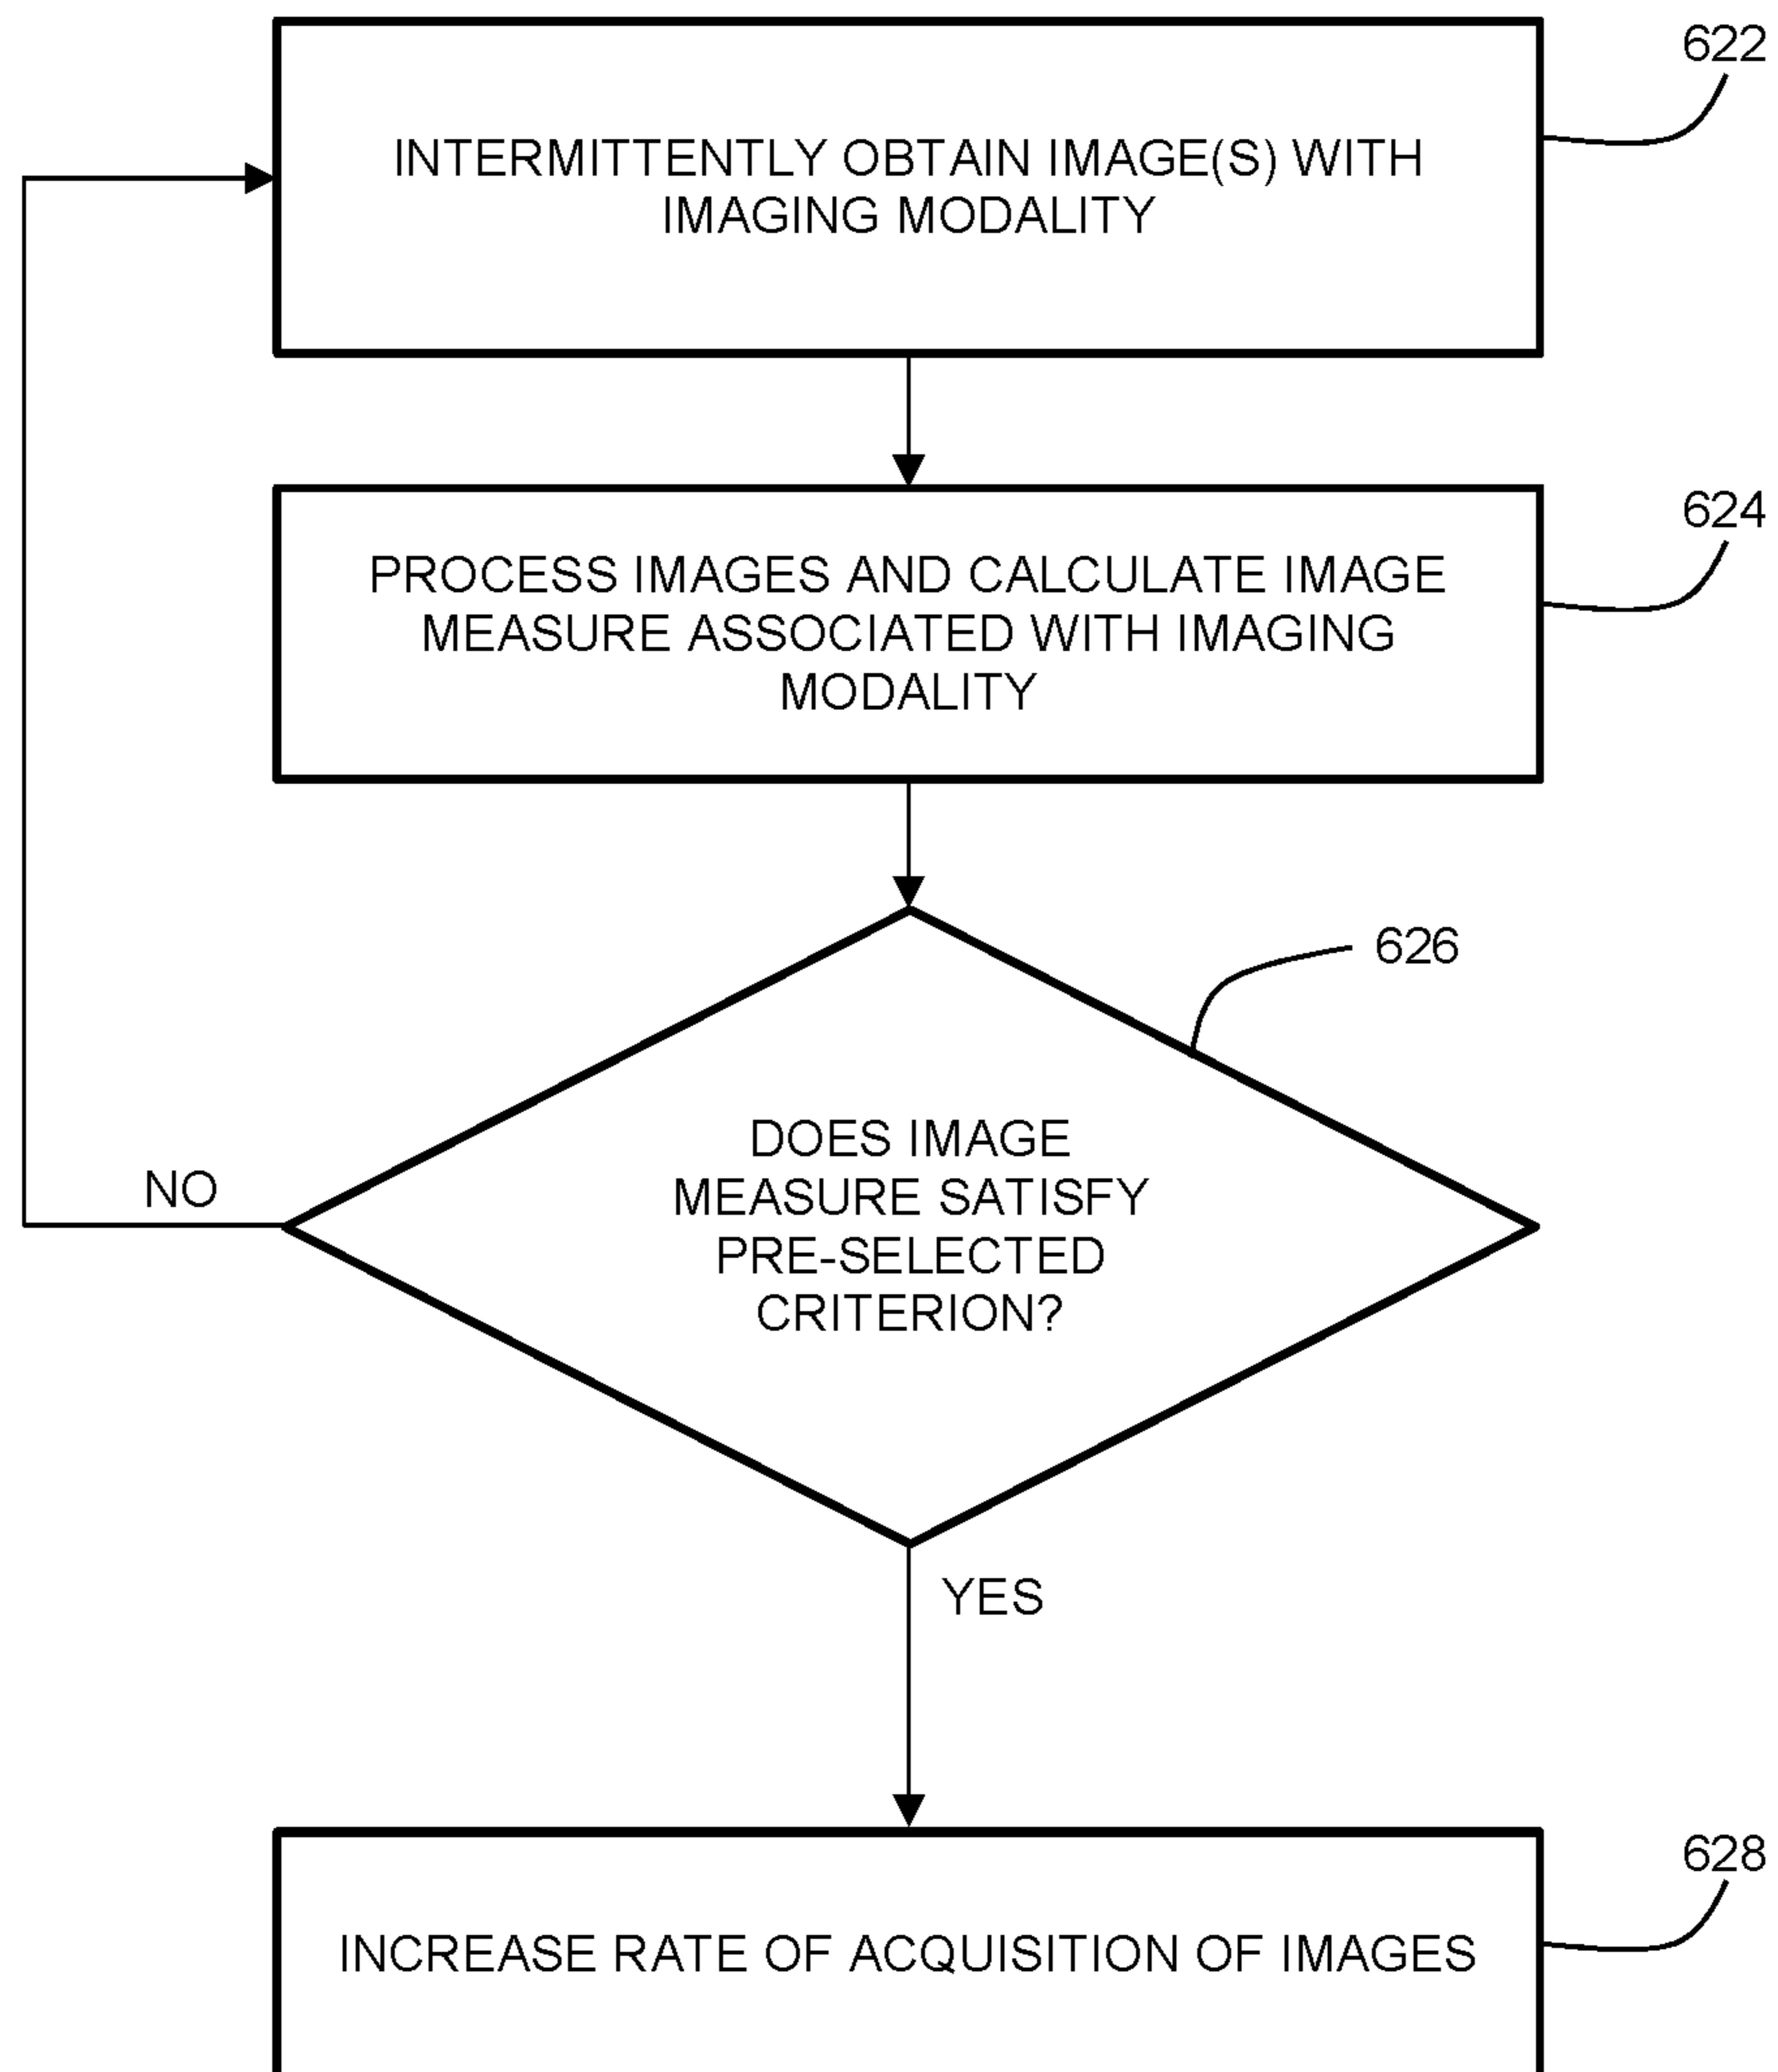 622
INTERMITTENTLY OBTAIN IMAGE(S) WITH
IMAGING MODALITY
624
PROCESS IMAGES AND CALCULATE IMAGE
MEASURE ASSOCIATED WITH IMAGING
MODALITY
626
DOES IMAGE
MEASURE SATISFY
PRE-SELECTED
CRITERION?
NO
YES
628
INCREASE RATE OF ACQUISITION OF IMAGES